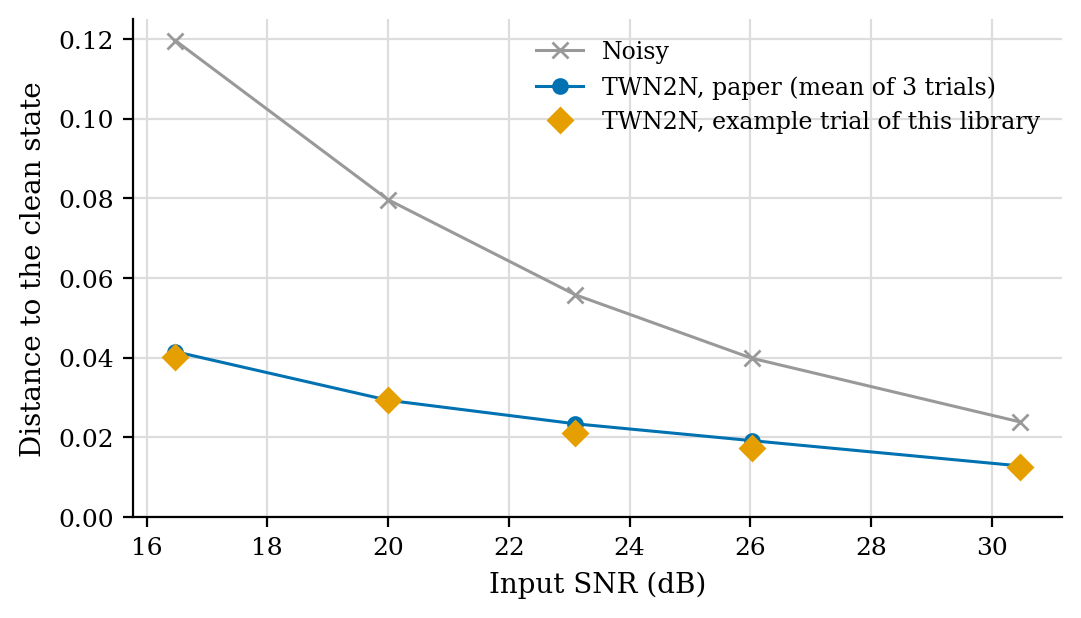 Distance to the clean state
0.12
0.10
0.08
0.06
0.04
0.02
0.00
Noisy
TWN2N, paper (mean of 3 trials)
TWN2N, example trial of this library
16 18 20 22 24 26 28 30
Input SNR (dB)